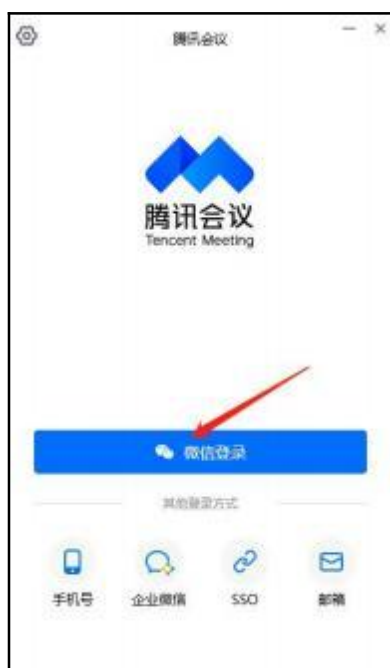 腾讯会议
腾讯会议
Tencent Meeting
微信登录
其他登录方式
手机号 企业微信 SSO 邮箱